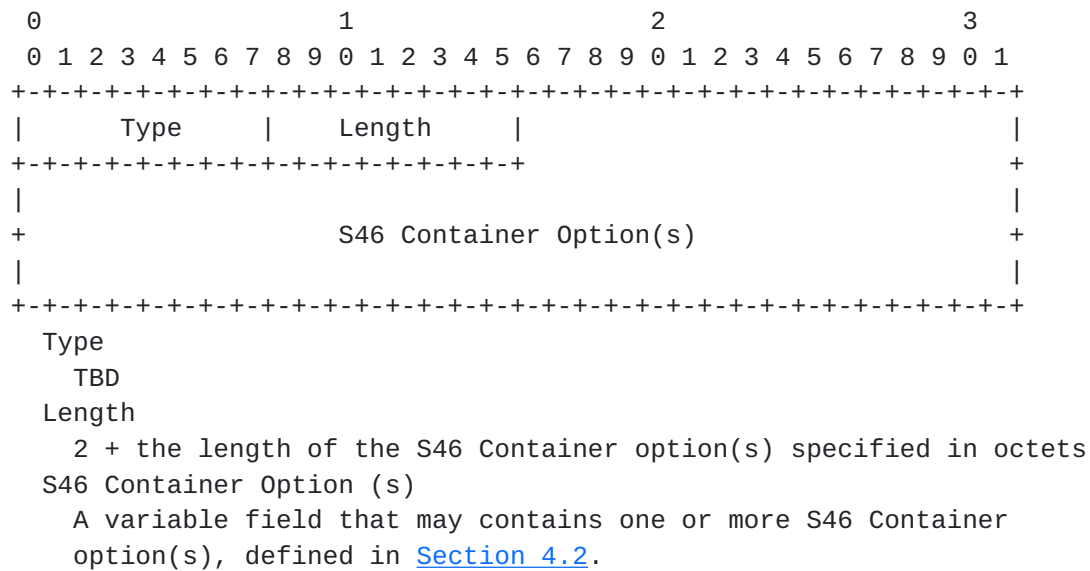 0                   1                   2                   3
 0 1 2 3 4 5 6 7 8 9 0 1 2 3 4 5 6 7 8 9 0 1 2 3 4 5 6 7 8 9 0 1
+-+-+-+-+-+-+-+-+-+-+-+-+-+-+-+-+-+-+-+-+-+-+-+-+-+-+-+-+-+-+-+-+
|      Type     |    Length     |                               |
+-+-+-+-+-+-+-+-+-+-+-+-+-+-+-+-+                               +
|                                                               |
+                    S46 Container Option(s)                    +
|                                                               |
+-+-+-+-+-+-+-+-+-+-+-+-+-+-+-+-+-+-+-+-+-+-+-+-+-+-+-+-+-+-+-+-+
  Type
    TBD
  Length
    2 + the length of the S46 Container option(s) specified in octets
  S46 Container Option (s)
    A variable field that may contains one or more S46 Container
    option(s), defined in Section 4.2.